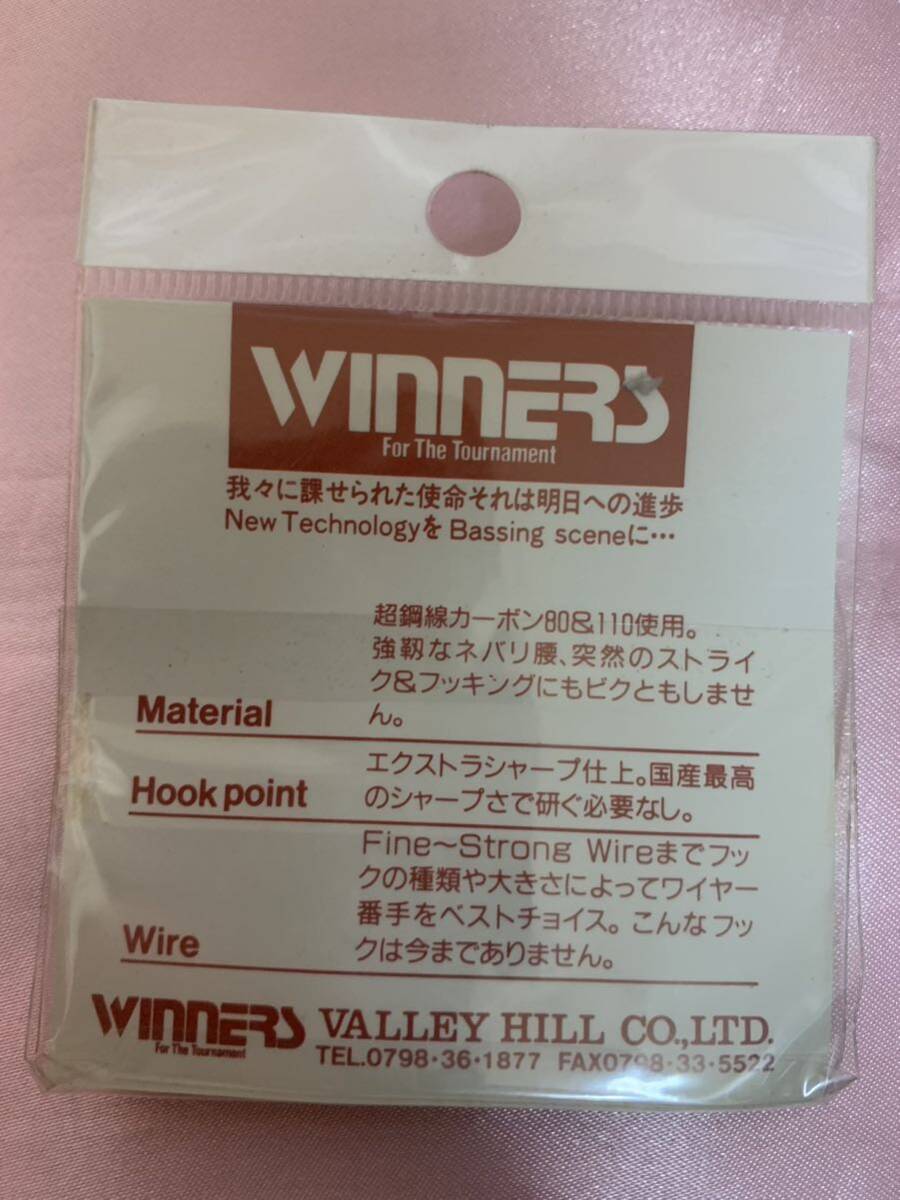 WINNERS
For The Tournament
我々に課せられた使命それは明日への進歩
New Technologyを Bassing sceneに…
超鋼線カーボン80&110使用。
強靱なネバリ腰、突然のストライ
ク&フッキングにもビクともしませ
ん。
Material
エクストラシャープ仕上。国産最高
のシャープさで研ぐ必要なし。
Hook point
Fine~Strong Wireまでフッ
クの種類や大きさによってワイヤー
番手をベストチョイス。こんなフッ
クは今までありません。
Wire
WINNERS VALLEY HILL CO.,LTD.
For The Tournament
TEL.0798・36・1877 FAX0798・33・5522